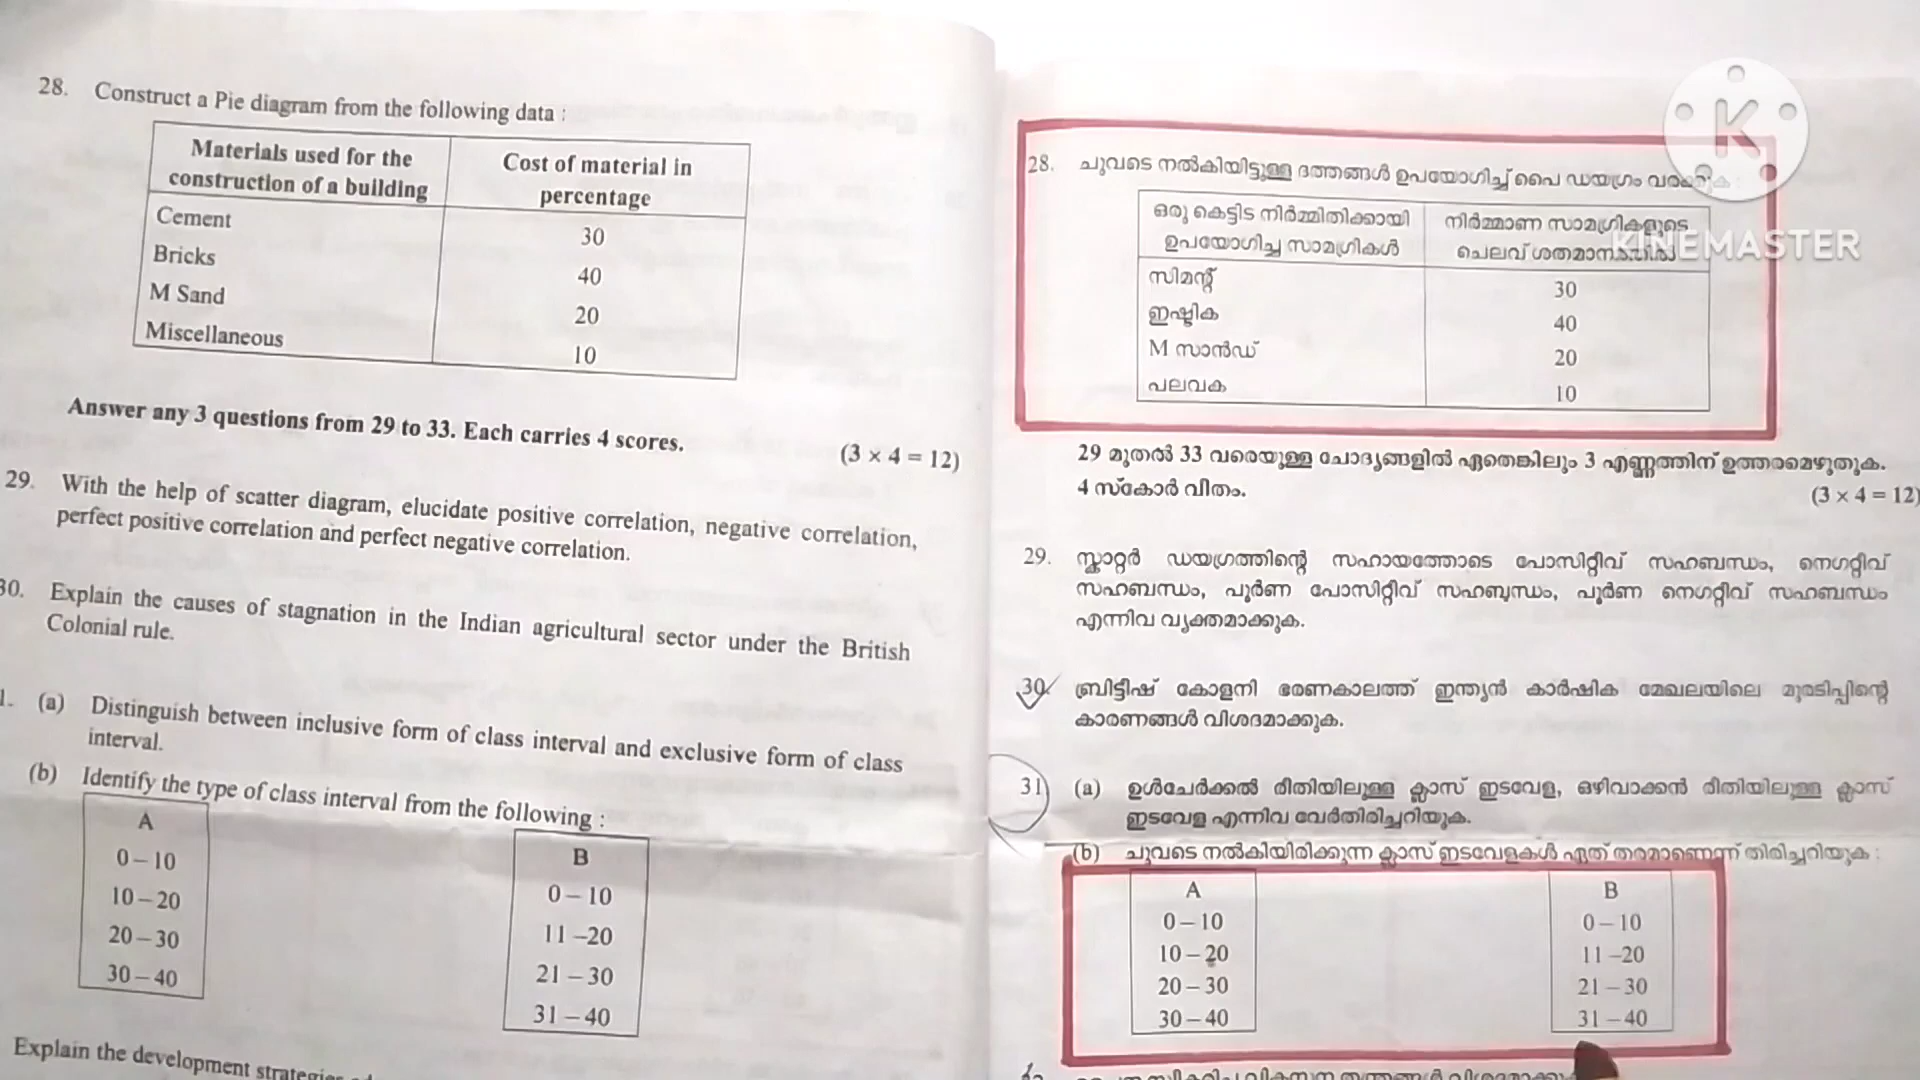 28. Construct a Pie diagram from the following data :
Materials used for the construction of a building
Cost of material in percentage
Cement 30
Bricks 40
M Sand 20
Miscellaneous 10
Answer any 3 questions from 29 to 33. Each carries 4 scores.
(3 × 4 = 12)
29. With the help of scatter diagram, elucidate positive correlation, negative correlation,
perfect positive correlation and perfect negative correlation.
30. Explain the causes of stagnation in the Indian agricultural sector under the British
Colonial rule.
1. (a) Distinguish between inclusive form of class interval and exclusive form of class
interval.
(b) Identify the type of class interval from the following :
A
0 – 10
10 – 20
20 – 30
30 – 40
B
0 – 10
11 –20
21 – 30
31 – 40
Explain the development
28. ചുവടെ നൽകിയിട്ടുള്ള ദത്തങ്ങൾ ഉപയോഗിച്ച് പൈ ഡയഗ്രം വരക്കുക :
ഒരു കെട്ടിട നിർമ്മിതിക്കായി ഉപയോഗിച്ച സാമഗ്രികൾ
നിർമ്മാണ സാമഗ്രികളുടെ ചെലവ് ശതമാനത്തിൽ
സിമന്റ് 30
ഇഷ്ടിക 40
M സാൻഡ് 20
പലവക 10
29 മുതൽ 33 വരെയുള്ള ചോദ്യങ്ങളിൽ ഏതെങ്കിലും 3 എണ്ണത്തിന് ഉത്തരമെഴുതുക.
4 സ്കോർ വീതം.
(3 × 4 = 12)
29. സ്കാറ്റർ ഡയഗ്രത്തിന്റെ സഹായത്തോടെ പോസിറ്റീവ് സഹബന്ധം, നെഗറ്റീവ്
സഹബന്ധം, പൂർണ പോസിറ്റീവ് സഹബന്ധം, പൂർണ നെഗറ്റീവ് സഹബന്ധം
എന്നിവ വ്യക്തമാക്കുക.
30. ബ്രിട്ടീഷ് കോളനി ഭരണകാലത്ത് ഇന്ത്യൻ കാർഷിക മേഖലയിലെ മുരടിപ്പിന്റെ
കാരണങ്ങൾ വിശദമാക്കുക.
31. (a) ഉൾചേർക്കൽ രീതിയിലുള്ള ക്ലാസ് ഇടവേള, ഒഴിവാക്കൻ രീതിയിലുള്ള ക്ലാസ്
ഇടവേള എന്നിവ വേർതിരിച്ചറിയുക.
(b) ചുവടെ നൽകിയിരിക്കുന്ന ക്ലാസ് ഇടവേളകൾ ഏത് തരമാണെന്ന് തിരിച്ചറിയുക :
A
0 – 10
10 – 20
20 – 30
30 – 40
B
0 – 10
11 –20
21 – 30
31 – 40
K
KINEMASTER